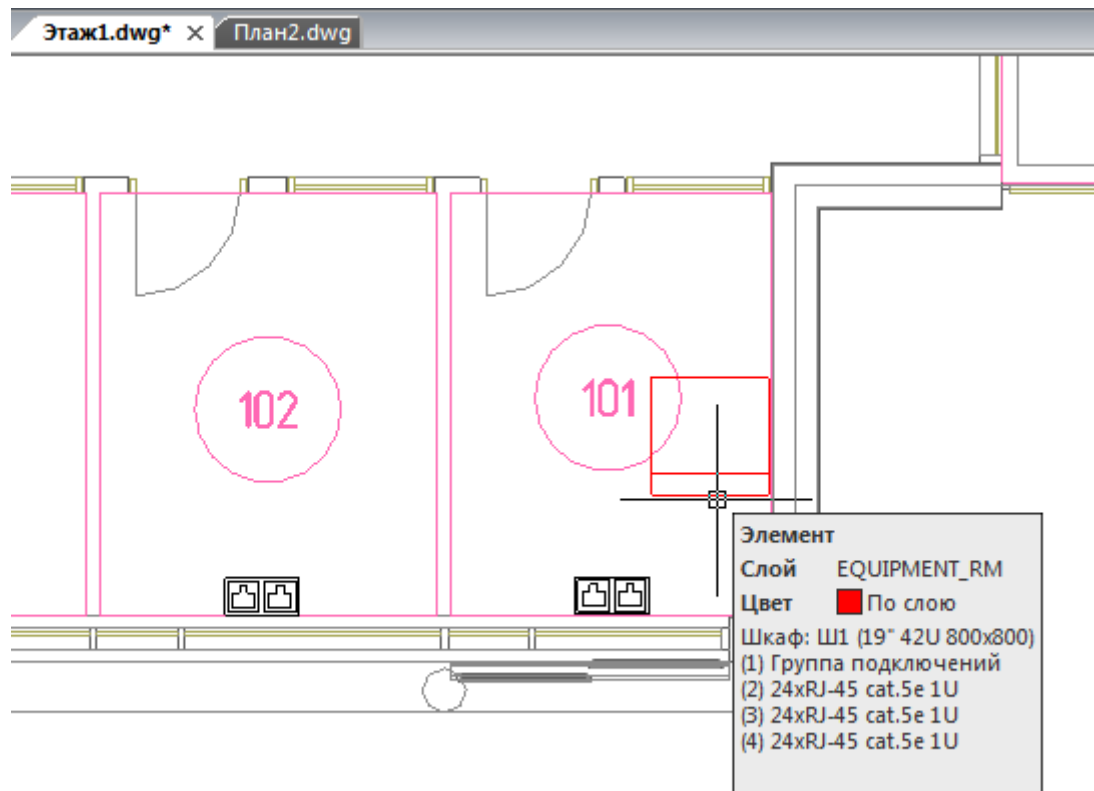 Этаж1.dwg* План2.dwg
102
101
Элемент
Слой EQUIPMENT_RM
Цвет По слою
Шкаф: Ш1 (19" 42U 800x800)
(1) Группа подключений
(2) 24xRJ-45 cat.5e 1U
(3) 24xRJ-45 cat.5e 1U
(4) 24xRJ-45 cat.5e 1U